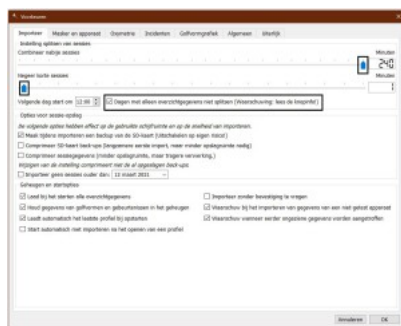 Voorkeuren
Importeer Masker en apparaat Oximetrie Incidenten Golfvormgrafiek Algemeen Uiterlijk
Instelling splitsen van sessies
Combineer nabije sessies Minuten
240
Negeer korte sessies Minuten
1
Volgende dag start om 12:00 Dagen met alleen overzichtgegevens niet splitsen (Waarschuwing: lees de knopinfo!)
Opties voor sessie-opslag
De volgende opties hebben effect op de gebruikte schijfruimte en op de snelheid van importeren.
Maak tijdens importeren een backup van de SD-kaart (Uitschakelen op eigen risico!)
Comprimeer SD-kaart back-ups (langzamere eerste import, maar minder opslagruimte nodig)
Comprimeer sessiegegevens (minder opslagruimte, maar tragere verwerking.)
Wijzigen van de instelling comprimeert niet de al opgeslagen back-ups.
Importeer geen sessies ouder dan: 13 maart 2021
Geheugen en startoptie
Laad bij het starten alle overzichtgegevens Importeer zonder bevestiging te vragen
Houd gegevens van golfvormen en gebeurtenissen in het geheugen Waarschuw bij het importeren van gegevens van een niet getest apparaat
Laadt automatisch het laatste profiel bij opstarten Waarschuw wanneer eerder ongeziene gegevens worden aangetroffen
Start automatisch met importeren na het openen van een profiel
Annuleren OK